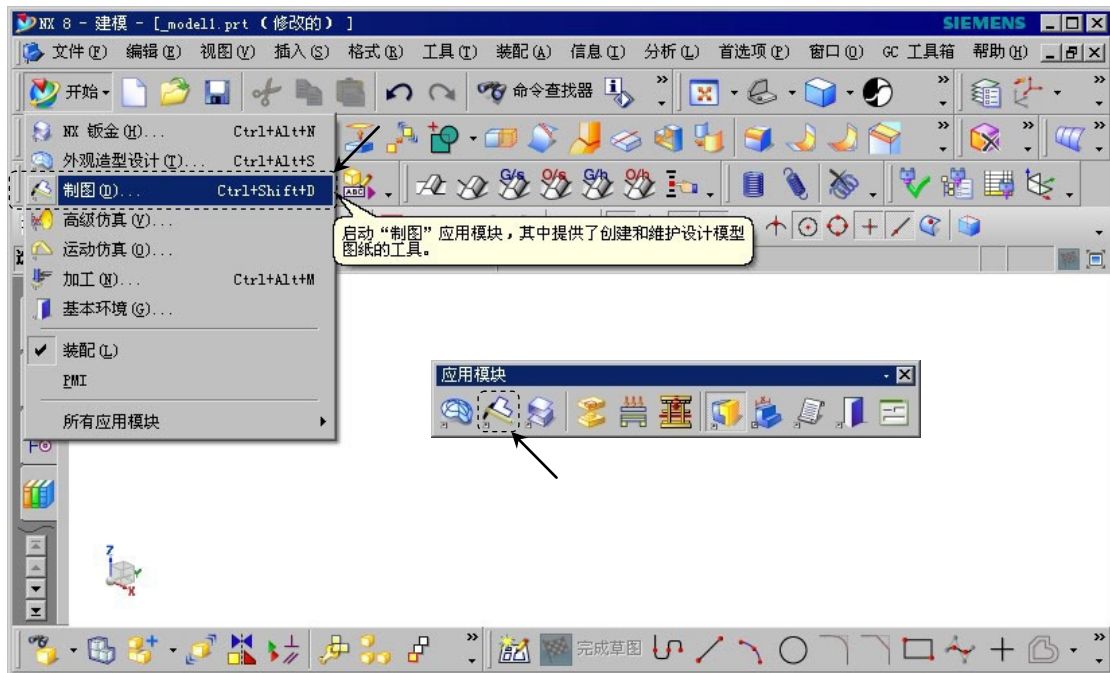 NX 8 - 建模 - [_model1.prt (修改的) ]
SIEMENS
文件(F) 编辑(E) 视图(V) 插入(S) 格式(R) 工具(T) 装配(A) 信息(I) 分析(L) 首选项(P) 窗口(O) GC 工具箱 帮助(H)
开始
命令查找器
NX 钣金(H)... Ctrl+Alt+N
外观造型设计(T)... Ctrl+Alt+S
制图(D)... Ctrl+Shift+D
高级仿真(V)...
运动仿真(O)...
加工(N)... Ctrl+Alt+M
基本环境(G)...
装配(L)
PMI
所有应用模块
ABC
G/s
O/s
G/h
O/h
启动“制图”应用模块，其中提供了创建和维护设计模型
图纸的工具。
应用模块
Z
Y
X
完成草图